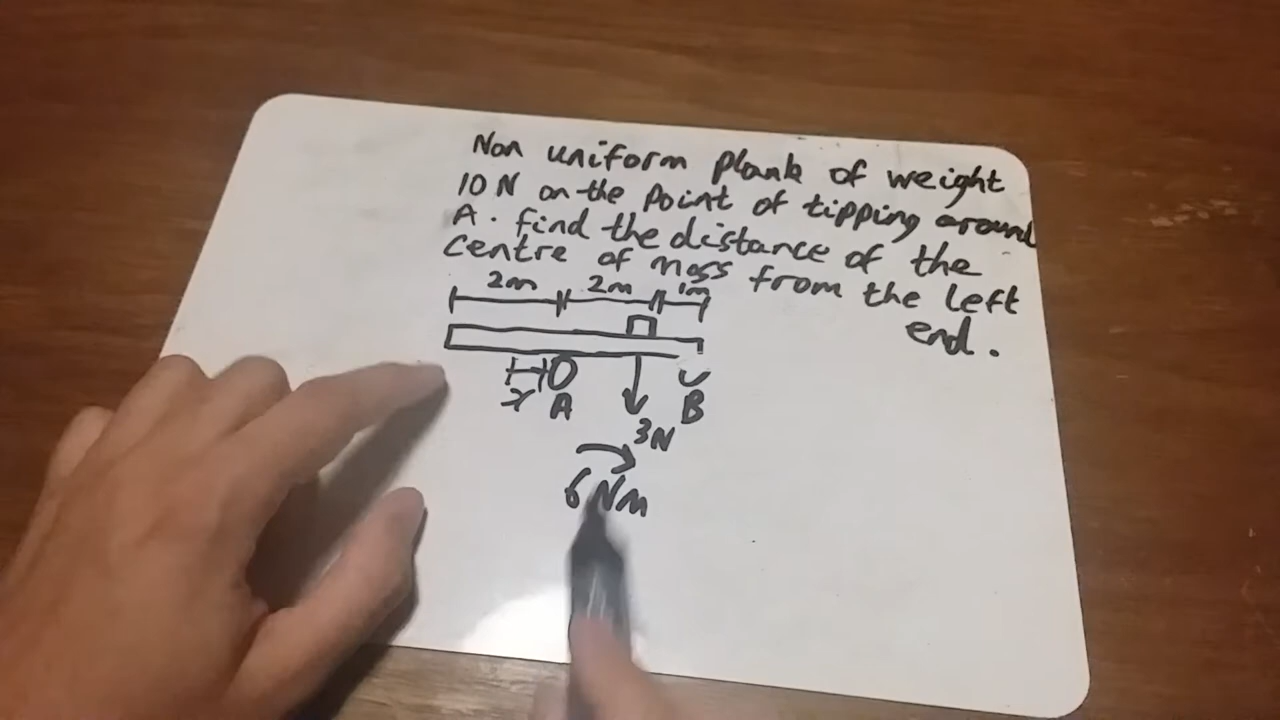 Non uniform Plank of weight
10 N on the Point of tipping around
A. find the distance of the
centre of mass from the left
end.
2m 2m 1m
x A B
3N
6 Nm